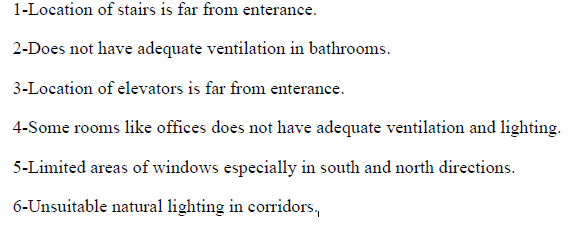 1-Location of stairs is far from enterance.
2-Does not have adequate ventilation in bathrooms.
3-Location of elevators is far from enterance.
4-Some rooms like offices does not have adequate ventilation and lighting.
5-Limited areas of windows especially in south and north directions.
6-Unsuitable natural lighting in corridors.